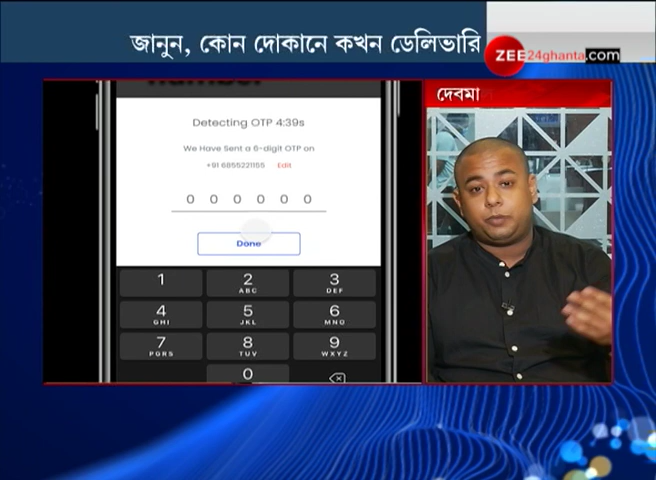 জানুন, কোন দোকানে কখন ডেলিভারি
ZEE24ghanta.com
দেবমা
number
Detecting OTP 4:39s
We Have Sent a 6-digit OTP on
+91 6855221155 Edit
0 0 0 0 0 0
Done
1 2 3
ABC DEF
4 5 6
GHI JKL MNO
7 8 9
PQRS TUV WXYZ
0